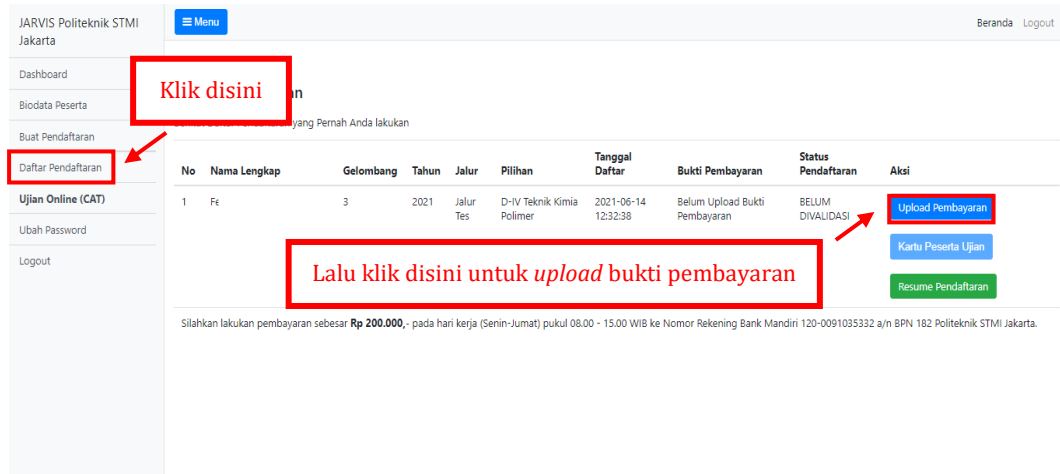 JARVIS Politeknik STMI
Jakarta
Menu
Beranda Logout
Dashboard
Biodata Peserta
Buat Pendaftaran
Daftar Pendaftaran
Ujian Online (CAT)
Ubah Password
Logout
Klik disini
yang Pernah Anda lakukan
No Nama Lengkap Gelombang Tahun Jalur Pilihan Tanggal Daftar Bukti Pembayaran Status Pendaftaran Aksi
1 3 2021 Jalur Tes D-IV Teknik Kimia Polimer 2021-06-14 12:32:38 Belum Upload Bukti Pembayaran BELUM DIVALIDASI Upload Pembayaran
Kartu Peserta Ujian
Resume Pendaftaran
Lalu klik disini untuk upload bukti pembayaran
Silahkan lakukan pembayaran sebesar Rp 200.000,- pada hari kerja (Senin-Jumat) pukul 08.00 - 15.00 WIB ke Nomor Rekening Bank Mandiri 120-0091035332 a/n BPN 182 Politeknik STMI Jakarta.